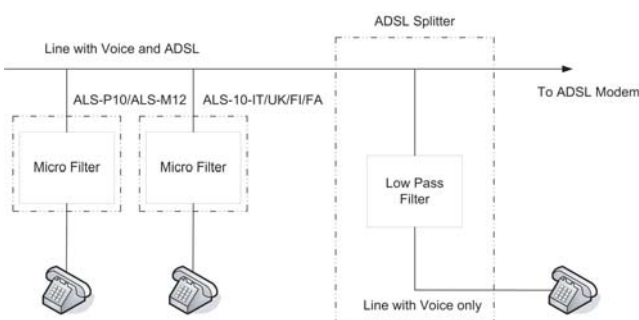 ADSL Splitter
Line with Voice and ADSL
To ADSL Modem
ALS-P10/ALS-M12
ALS-10-IT/UK/FI/FA
Micro Filter
Micro Filter
Low Pass
Filter
Line with Voice only